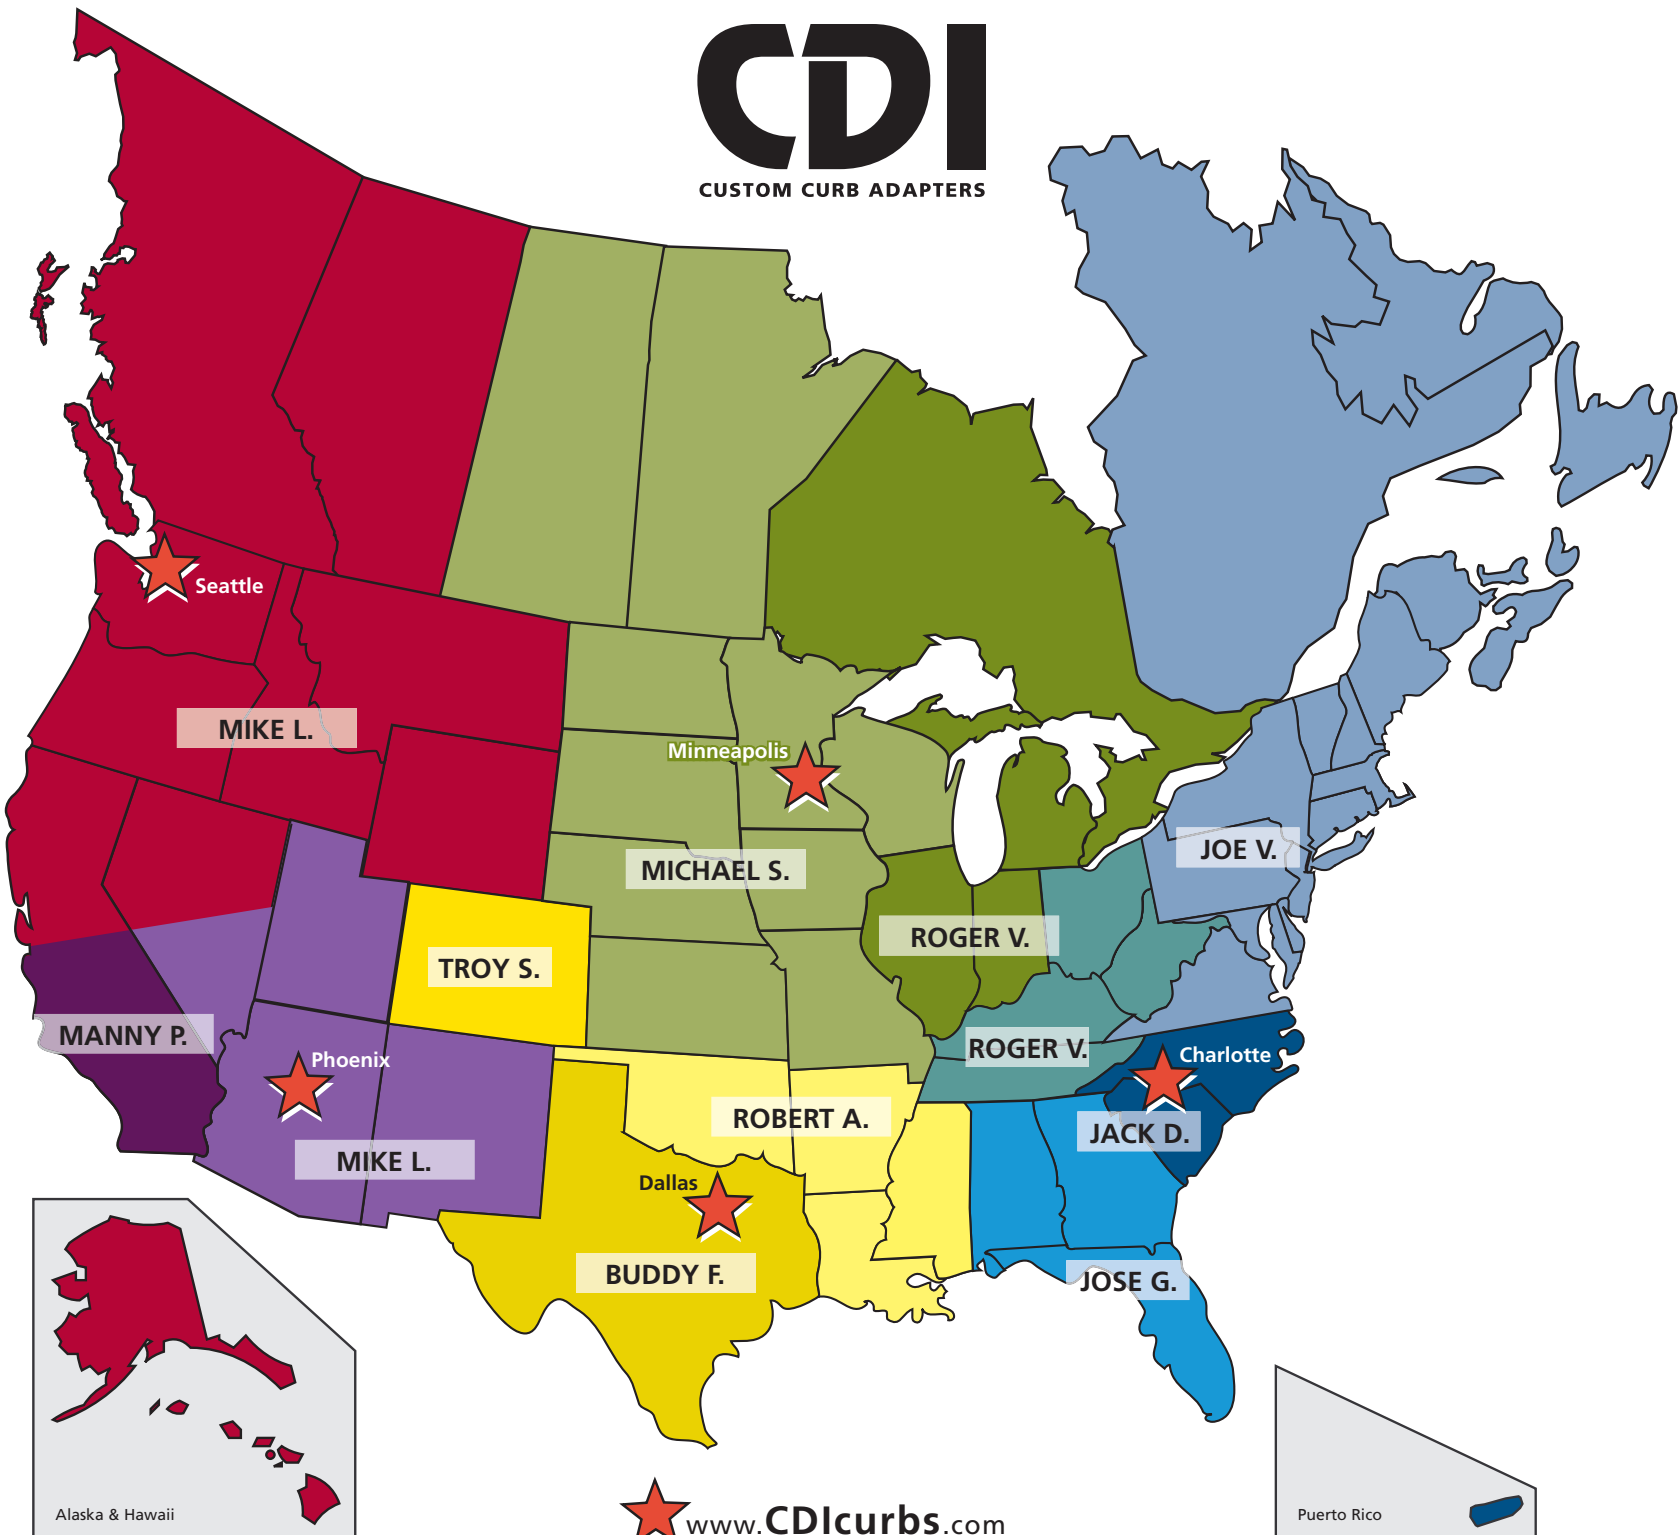 CDI
CUSTOM CURB ADAPTERS
Seattle
MIKE L.
Minneapolis
JOE V.
MICHAEL S.
ROGER V.
TROY S.
MANNY P.
ROGER V.
Phoenix
Charlotte
ROBERT A.
JACK D.
MIKE L.
Dallas
BUDDY F.
JOSE G.
Alaska & Hawaii
Puerto Rico
www.CDIcurbs.com